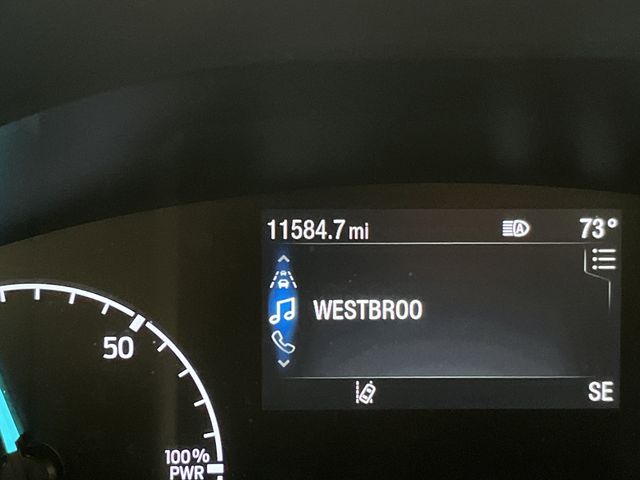 11584.7 mi A 73°
WESTBROO
50
SE
100%
PWR